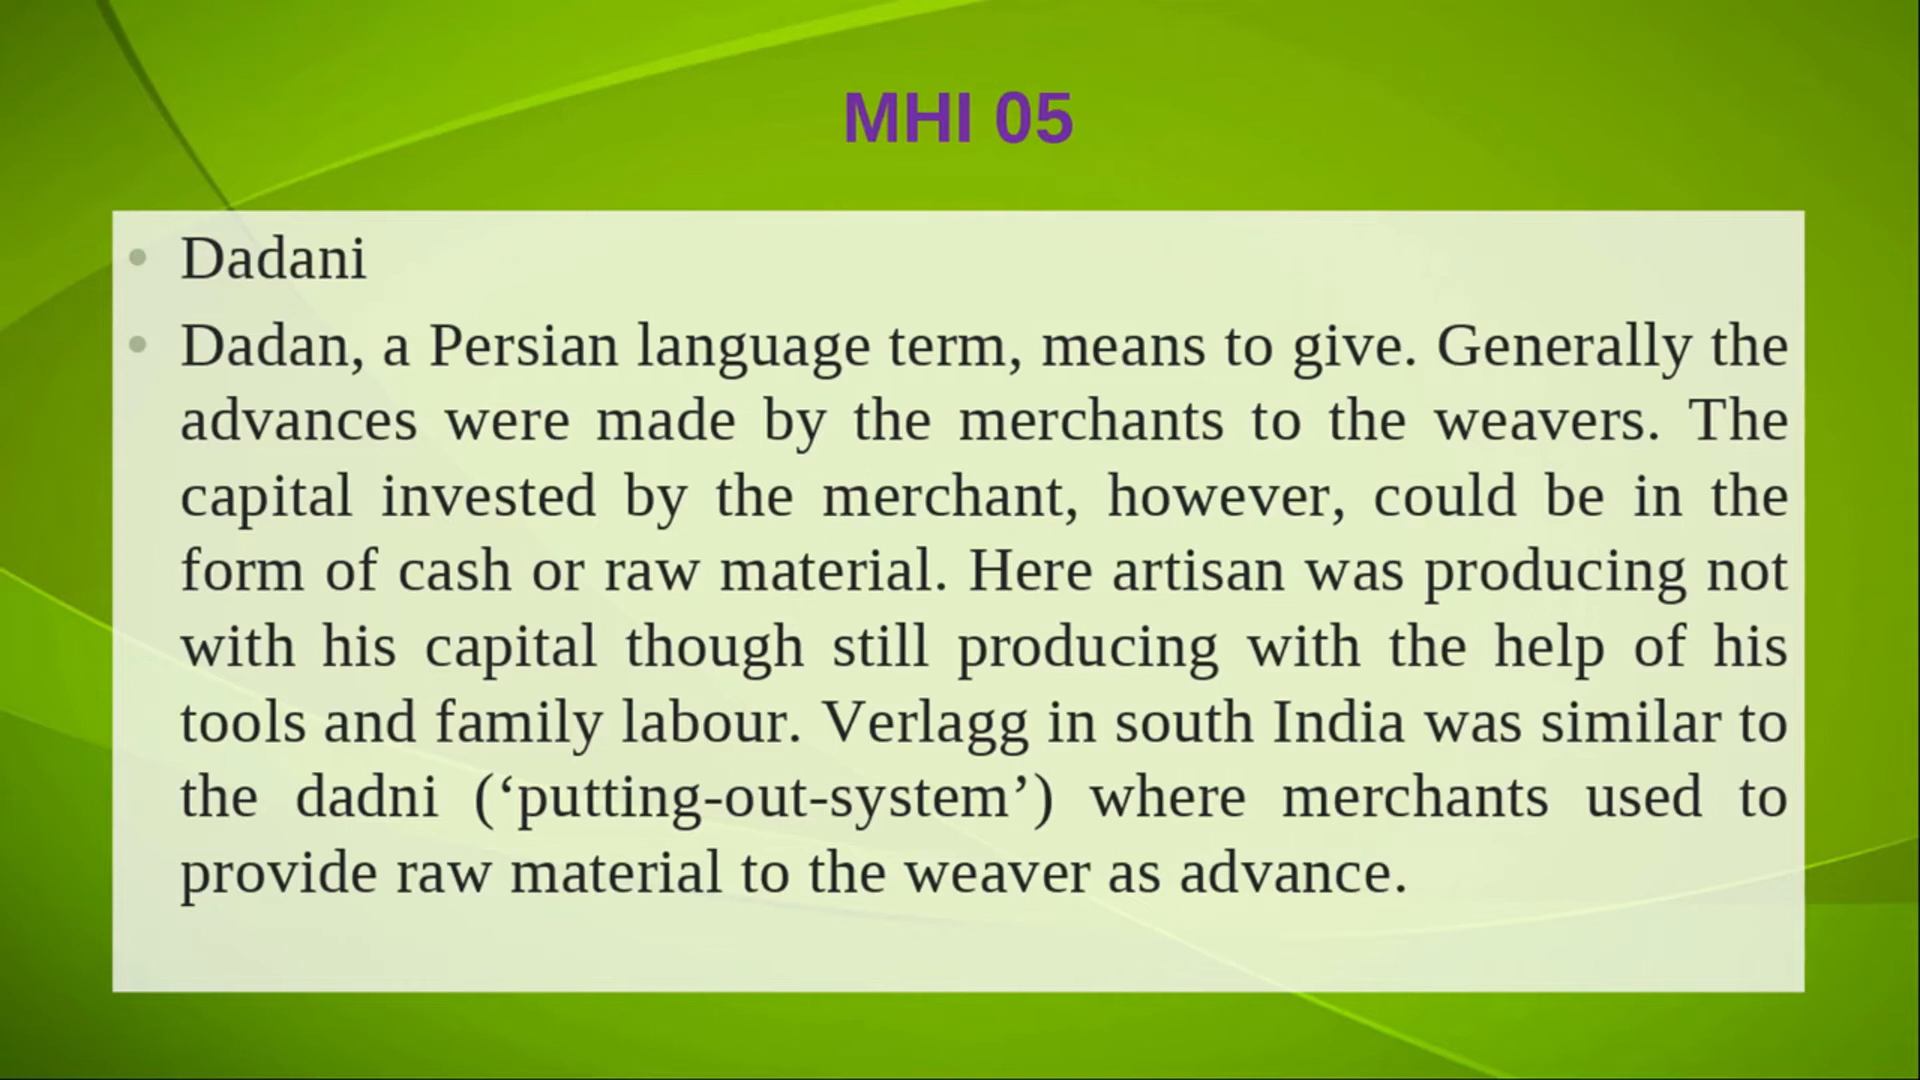 MHI 05
• Dadani
• Dadan, a Persian language term, means to give. Generally the
advances were made by the merchants to the weavers. The
capital invested by the merchant, however, could be in the
form of cash or raw material. Here artisan was producing not
with his capital though still producing with the help of his
tools and family labour. Verlagg in south India was similar to
the dadni (‘putting-out-system’) where merchants used to
provide raw material to the weaver as advance.